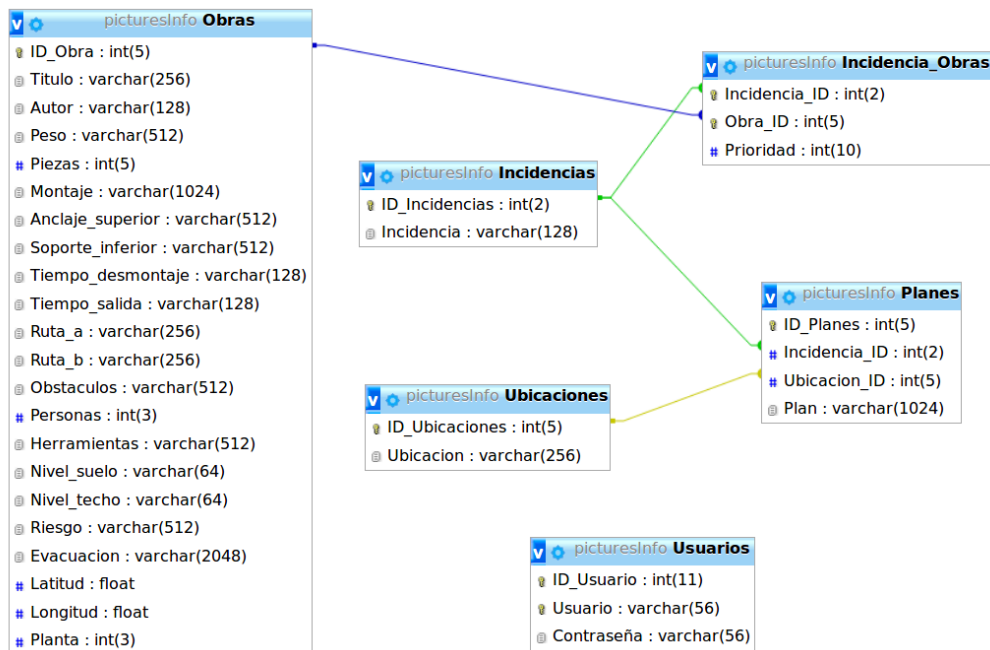 picturesInfo Obras
ID_Obra : int(5)
Titulo : varchar(256)
Autor : varchar(128)
Peso : varchar(512)
Piezas : int(5)
Montaje : varchar(1024)
Anclaje_superior : varchar(512)
Soporte_inferior : varchar(512)
Tiempo_desmontaje : varchar(128)
Tiempo_salida : varchar(128)
Ruta_a : varchar(256)
Ruta_b : varchar(256)
Obstaculos : varchar(512)
Personas : int(3)
Herramientas : varchar(512)
Nivel_suelo : varchar(64)
Nivel_techo : varchar(64)
Riesgo : varchar(512)
Evacuacion : varchar(2048)
Latitud : float
Longitud : float
Planta : int(3)
picturesInfo Incidencia_Obras
Incidencia_ID : int(2)
Obra_ID : int(5)
Prioridad : int(10)
picturesInfo Incidencias
ID_Incidencias : int(2)
Incidencia : varchar(128)
picturesInfo Planes
ID_Planes : int(5)
Incidencia_ID : int(2)
Ubicacion_ID : int(5)
Plan : varchar(1024)
picturesInfo Ubicaciones
ID_Ubicaciones : int(5)
Ubicacion : varchar(256)
picturesInfo Usuarios
ID_Usuario : int(11)
Usuario : varchar(56)
Contraseña : varchar(56)